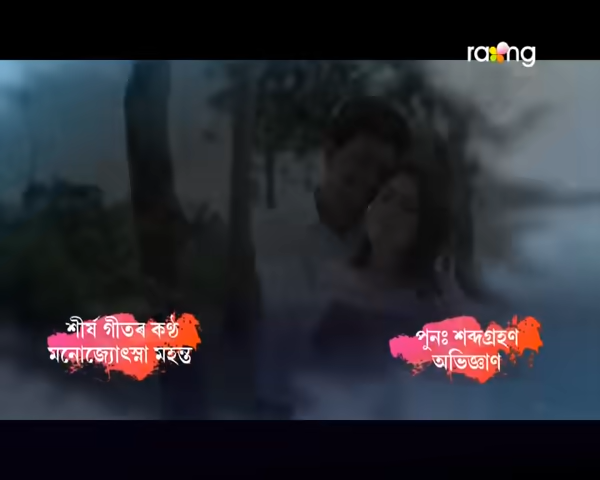 rang
শীৰ্ষ গীতৰ কণ্ঠ
মনোজ্যোৎস্না মহন্ত
পুনঃ শব্দগ্ৰহণ
অভিজ্ঞাণ